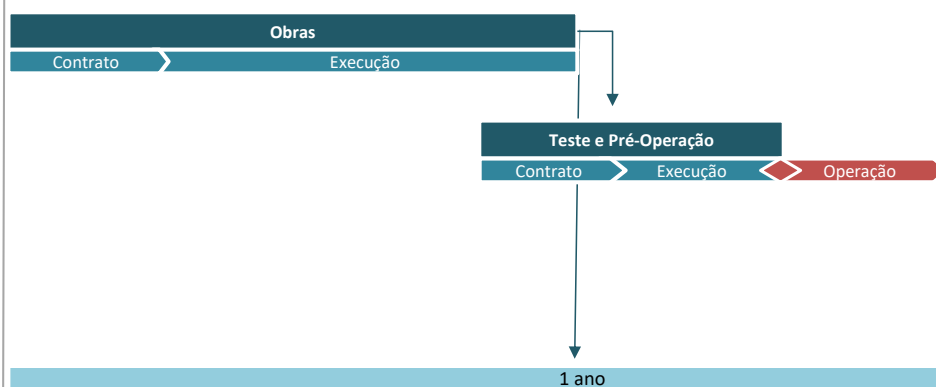 Obras
Contrato Execução
Teste e Pré-Operação
Contrato Execução Operação
1 ano